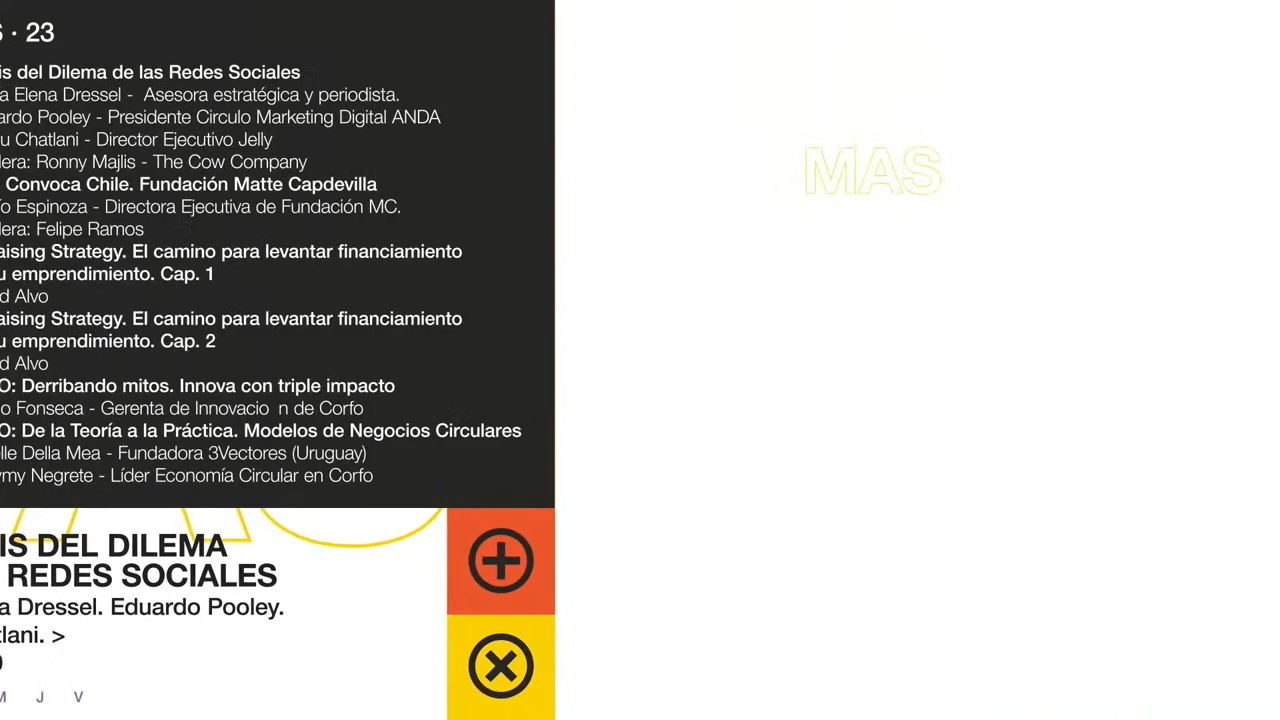 · 23
is del Dilema de las Redes Sociales
a Elena Dressel - Asesora estratégica y periodista.
ardo Pooley - Presidente Circulo Marketing Digital ANDA
u Chatlani - Director Ejecutivo Jelly
era: Ronny Majlis - The Cow Company
Convoca Chile. Fundación Matte Capdevilla
ío Espinoza - Directora Ejecutiva de Fundación MC.
era: Felipe Ramos
aising Strategy. El camino para levantar financiamiento
u emprendimiento. Cap. 1
d Alvo
aising Strategy. El camino para levantar financiamiento
u emprendimiento. Cap. 2
d Alvo
O: Derribando mitos. Innova con triple impacto
o Fonseca - Gerenta de Innovacio n de Corfo
O: De la Teoría a la Práctica. Modelos de Negocios Circulares
elle Della Mea - Fundadora 3Vectores (Uruguay)
my Negrete - Líder Economía Circular en Corfo
IS DEL DILEMA
REDES SOCIALES
a Dressel. Eduardo Pooley.
tlani. >
M J V
MAS